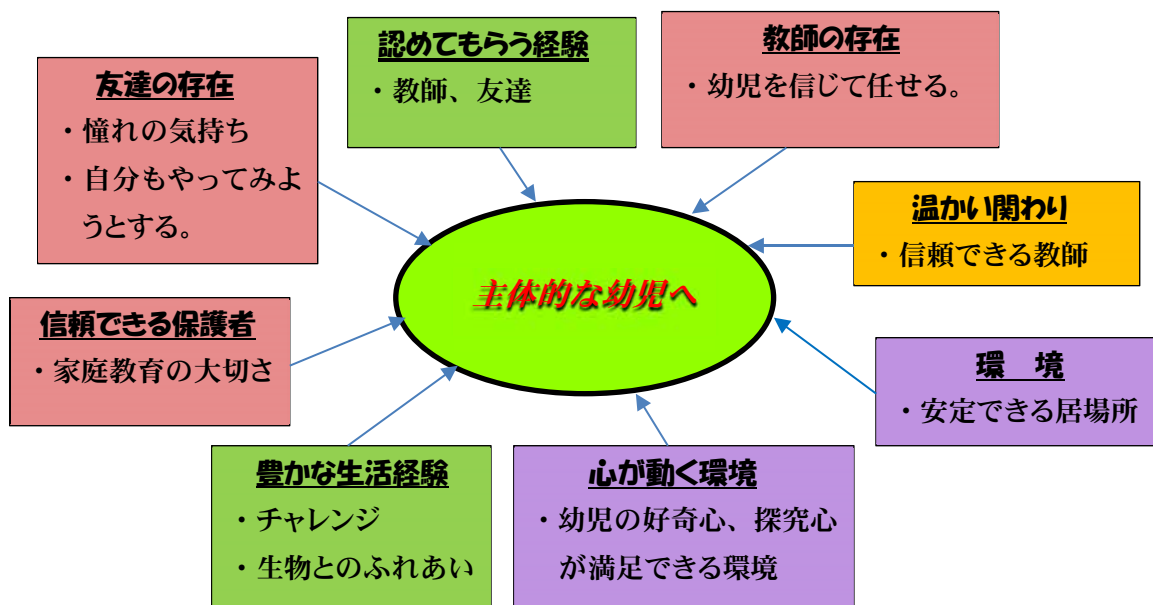 認めてもらう経験
・教師、友達
教師の存在
・幼児を信じて任せる。
友達の存在
・憧れの気持ち
・自分もやってみよ
うとする。
温かい関わり
・信頼できる教師
主体的な幼児へ
信頼できる保護者
・家庭教育の大切さ
環　境
・安定できる居場所
豊かな生活経験
・チャレンジ
・生物とのふれあい
心が動く環境
・幼児の好奇心、探究心
が満足できる環境